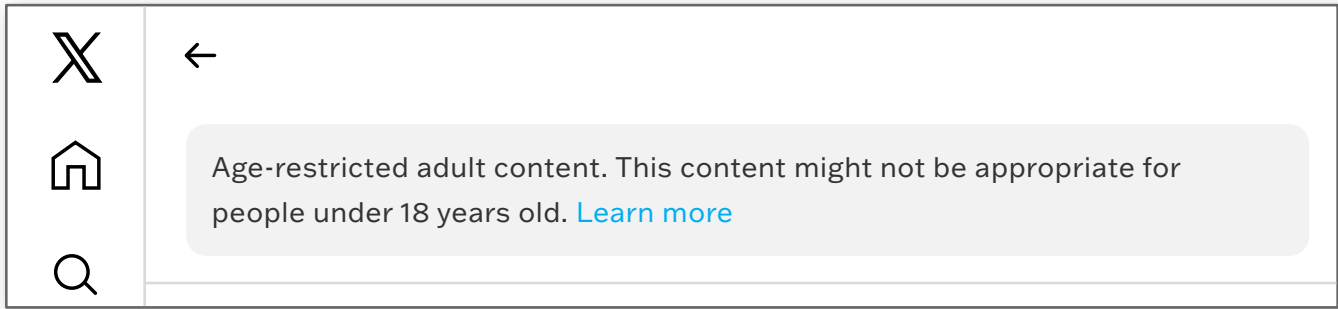 Age-restricted adult content. This content might not be appropriate for
people under 18 years old. Learn more